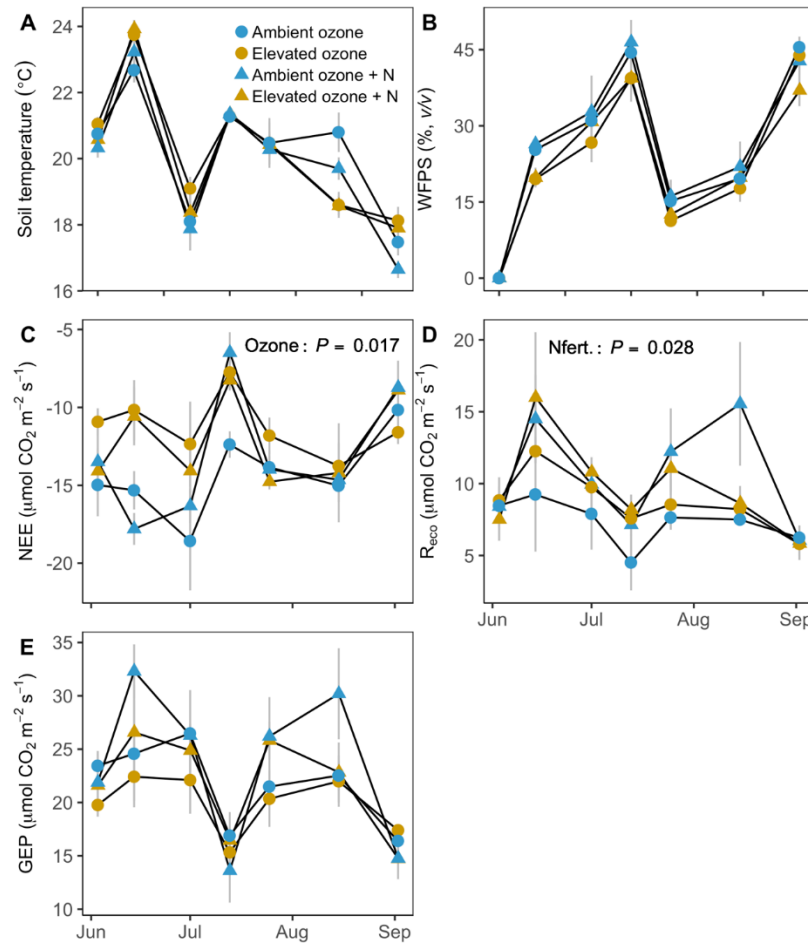 A
Soil temperature (°C)
24
22
20
18
16
Ambient ozone
Elevated ozone
Ambient ozone + N
Elevated ozone + N
B
WFPS (%, v/v)
45
30
15
0
C
Ozone : P = 0.017
NEE (μmol CO₂ m⁻² s⁻¹)
-5
-10
-15
-20
D
Nfert. : P = 0.028
Reco (μmol CO₂ m⁻² s⁻¹)
20
15
10
5
Jun Jul Aug Sep
E
GEP (μmol CO₂ m⁻² s⁻¹)
35
30
25
20
15
10
Jun Jul Aug Sep